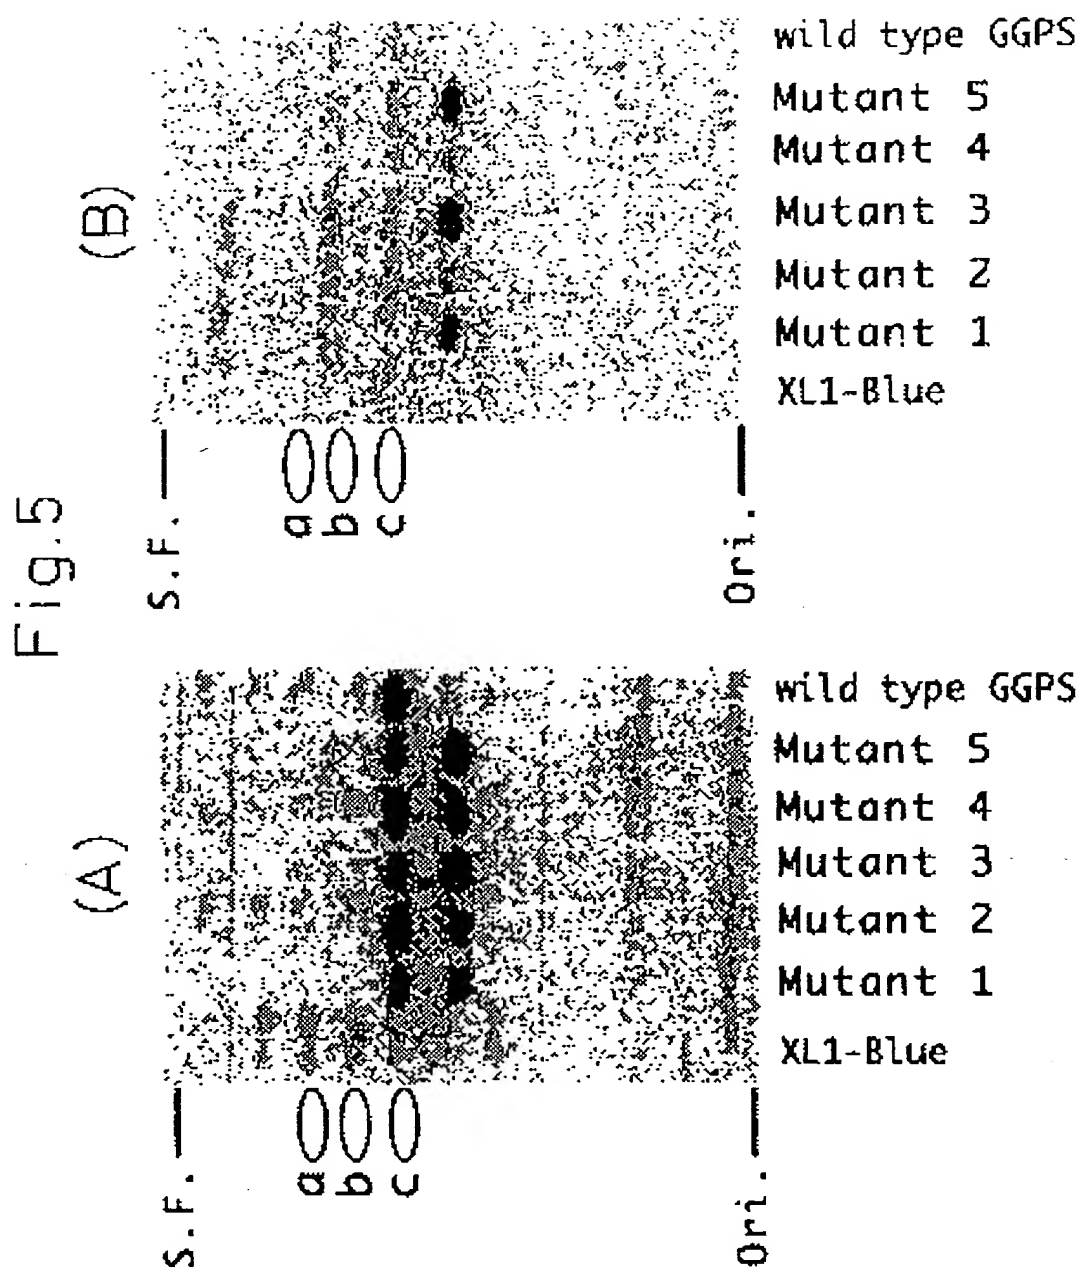 Fig.5
(A)
S.F.
a
b
c
Ori.
XL1-Blue
Mutant 1
Mutant 2
Mutant 3
Mutant 4
Mutant 5
wild type GGPS
(B)
S.F.
a
b
c
Ori.
XL1-Blue
Mutant 1
Mutant 2
Mutant 3
Mutant 4
Mutant 5
wild type GGPS